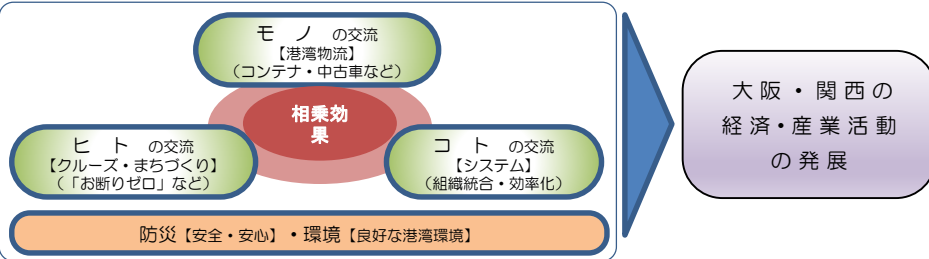 モ ノ の交流
【港湾物流】
(コンテナ・中古車など)
相乗効
果
ヒ ト の交流
【クルーズ・まちづくり】
(「お断りゼロ」など)
コ ト の交流
【システム】
(組織統合・効率化)
防災【安全・安心】・環境【良好な港湾環境】
大阪・関西の
経済・産業活動
の発展